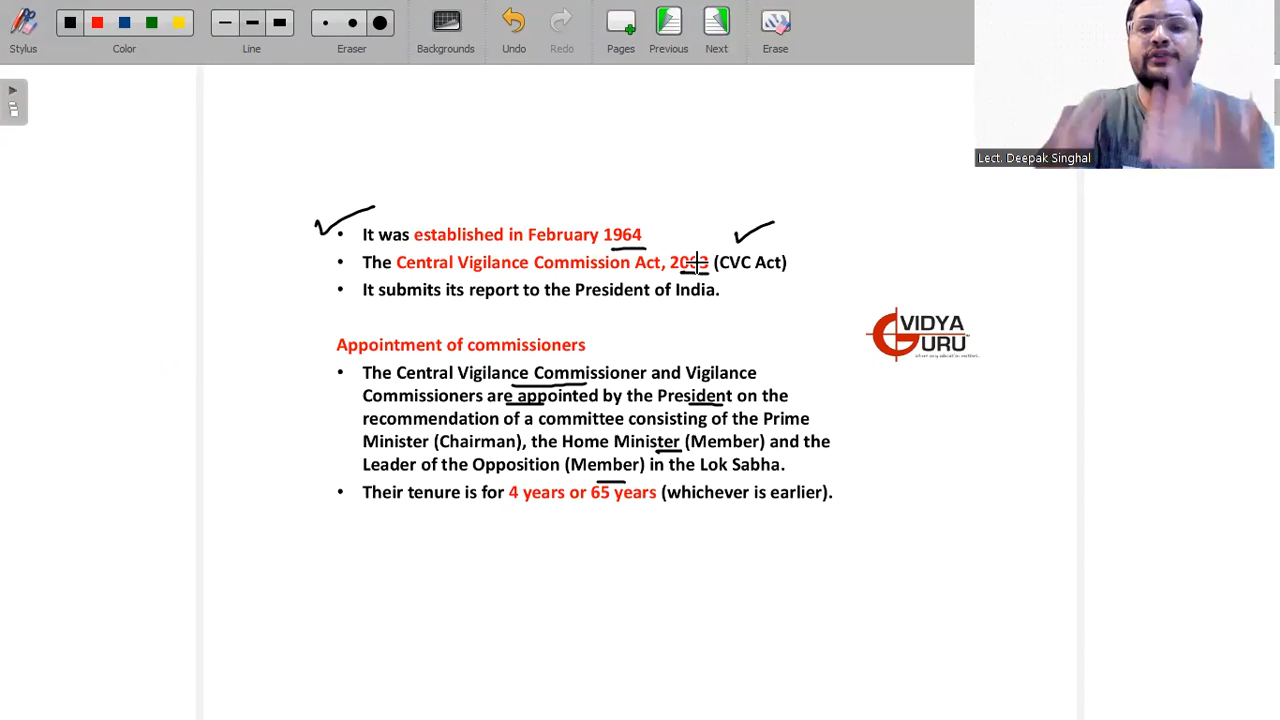 Stylus
Color
Line
Eraser
Backgrounds
Undo
Redo
Pages
Previous
Next
Erase
Lect. Deepak Singhal
• It was established in February 1964
• The Central Vigilance Commission Act, 2003 (CVC Act)
• It submits its report to the President of India.
VIDYA
GURU
Appointment of commissioners
• The Central Vigilance Commissioner and Vigilance
Commissioners are appointed by the President on the
recommendation of a committee consisting of the Prime
Minister (Chairman), the Home Minister (Member) and the
Leader of the Opposition (Member) in the Lok Sabha.
• Their tenure is for 4 years or 65 years (whichever is earlier).